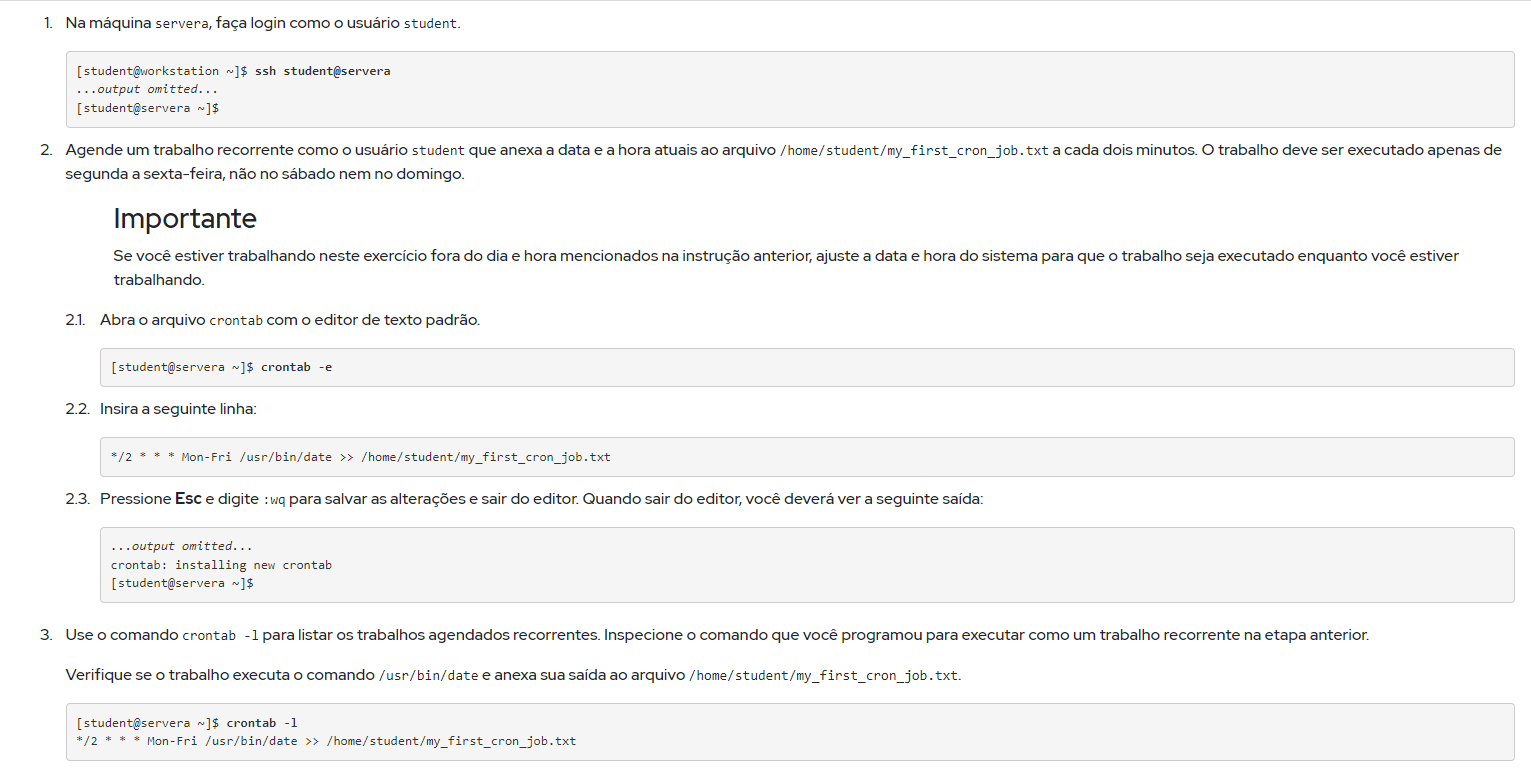 1. Na máquina servera, faça login como o usuário student.
[student@workstation ~]$ ssh student@servera
...output omitted...
[student@servera ~]$
2. Agende um trabalho recorrente como o usuário student que anexa a data e a hora atuais ao arquivo /home/student/my_first_cron_job.txt a cada dois minutos. O trabalho deve ser executado apenas de
segunda a sexta-feira, não no sábado nem no domingo.
Importante
Se você estiver trabalhando neste exercício fora do dia e hora mencionados na instrução anterior, ajuste a data e hora do sistema para que o trabalho seja executado enquanto você estiver
trabalhando.
2.1. Abra o arquivo crontab com o editor de texto padrão.
[student@servera ~]$ crontab -e
2.2. Insira a seguinte linha:
*/2 * * * Mon-Fri /usr/bin/date >> /home/student/my_first_cron_job.txt
2.3. Pressione Esc e digite :wq para salvar as alterações e sair do editor. Quando sair do editor, você deverá ver a seguinte saída:
...output omitted...
crontab: installing new crontab
[student@servera ~]$
3. Use o comando crontab -l para listar os trabalhos agendados recorrentes. Inspecione o comando que você programou para executar como um trabalho recorrente na etapa anterior.
Verifique se o trabalho executa o comando /usr/bin/date e anexa sua saída ao arquivo /home/student/my_first_cron_job.txt.
[student@servera ~]$ crontab -l
*/2 * * * Mon-Fri /usr/bin/date >> /home/student/my_first_cron_job.txt